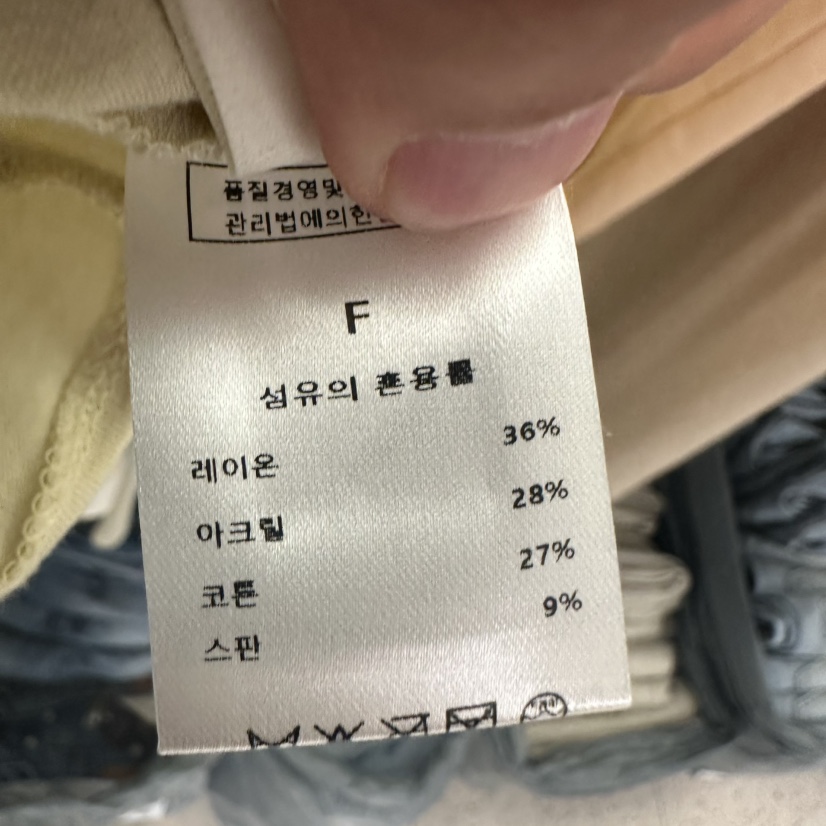 품질경영및
관리법에의한
F
섬유의 혼용률
레이온 36%
아크릴 28%
코튼 27%
스판 9%